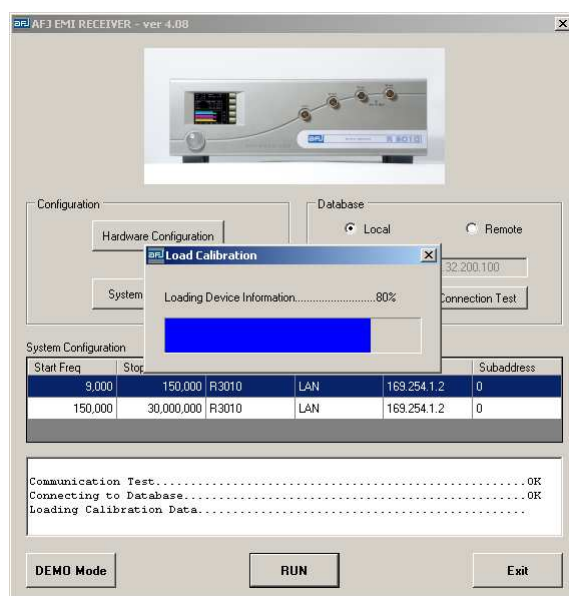 AFJ EMI RECEIVER - ver 4.08
AFJ
R 3010
Configuration
Hardware Configuration
System
Database
Local
Remote
32.200.100
Connection Test
AFJ Load Calibration
Loading Device Information........................80%
System Configuration
Start Freq Stop Subaddress
9,000 150,000 R3010 LAN 169.254.1.2 0
150,000 30,000,000 R3010 LAN 169.254.1.2 0
Communication Test..................................................OK
Connecting to Database..............................................OK
Loading Calibration Data............................................
DEMO Mode
RUN
Exit